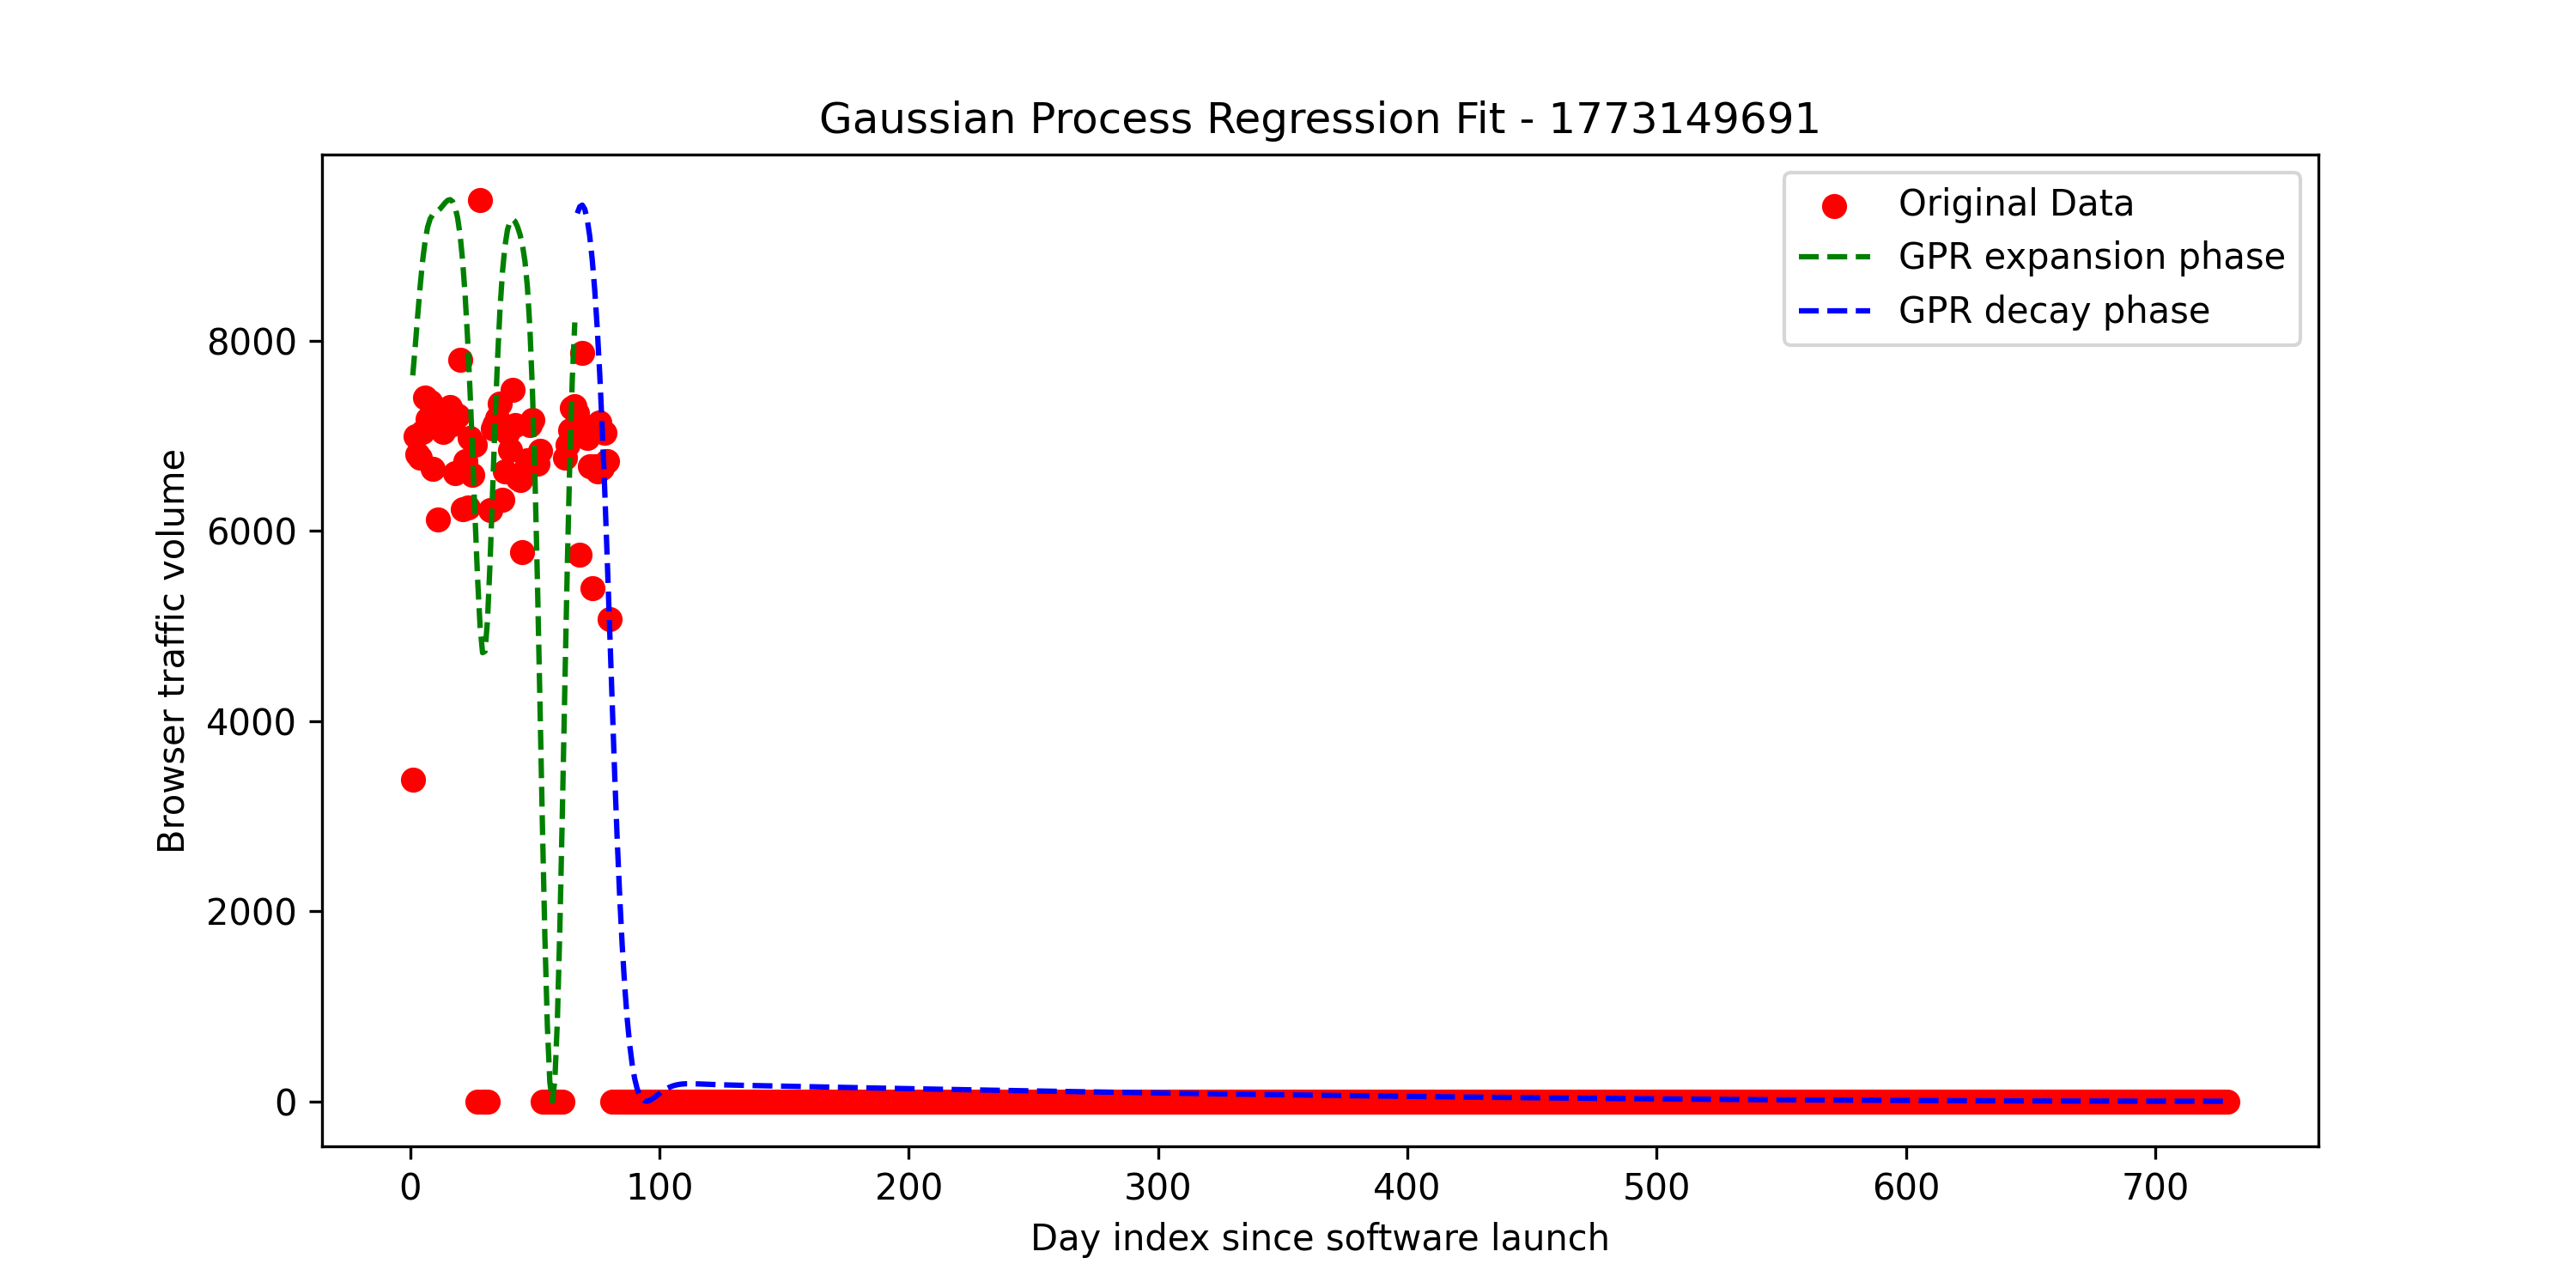 Gaussian Process Regression Fit - 1773149691
Original Data
GPR expansion phase
GPR decay phase
Browser traffic volume
8000
6000
4000
2000
0
0 100 200 300 400 500 600 700
Day index since software launch